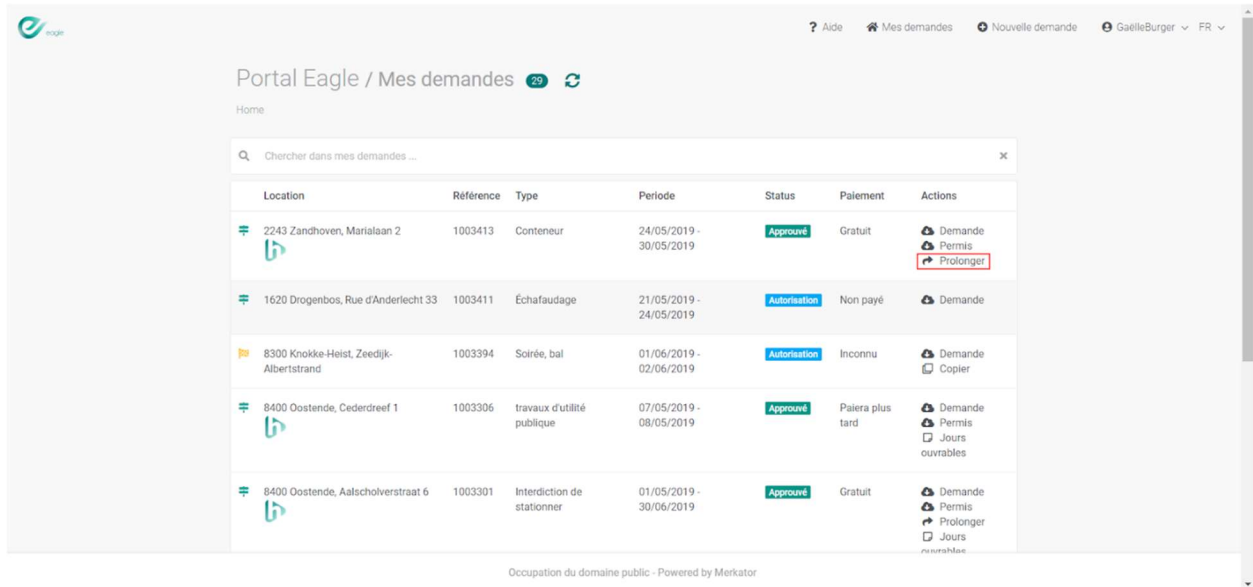 eagle
? Aide Mes demandes Nouvelle demande GaëlleBurger FR
Portal Eagle / Mes demandes 29
Home
Chercher dans mes demandes ...
Location Référence Type Periode Status Paiement Actions
2243 Zandhoven, Marialaan 2 1003413 Conteneur 24/05/2019 - Approuvé Gratuit Demande
30/05/2019 Permis
Prolonger
1620 Drogenbos, Rue d'Anderlecht 33 1003411 Échafaudage 21/05/2019 - Autorisation Non payé Demande
24/05/2019
8300 Knokke-Heist, Zeedijk- 1003394 Soirée, bal 01/06/2019 - Autorisation Inconnu Demande
Albertstrand 02/06/2019 Copier
8400 Oostende, Cederdreef 1 1003306 travaux d'utilité 07/05/2019 - Approuvé Paiera plus Demande
publique 08/05/2019 tard Permis
Jours
ouvrables
8400 Oostende, Aalscholverstraat 6 1003301 Interdiction de 01/05/2019 - Approuvé Gratuit Demande
stationner 30/06/2019 Permis
Prolonger
Jours
ouvrables
Occupation du domaine public - Powered by Merkator